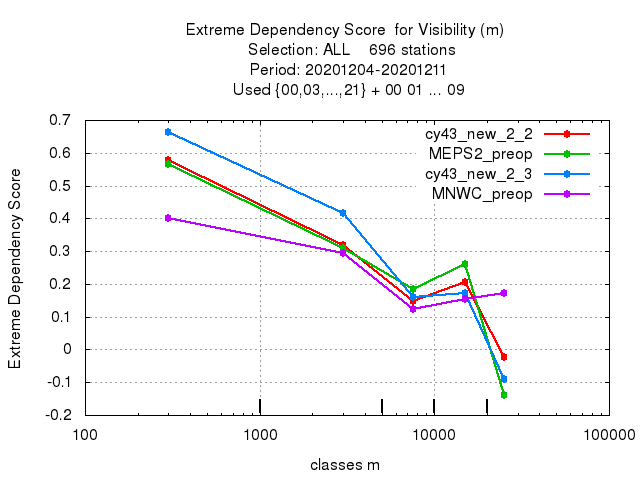 Extreme Dependency Score  for Visibility (m)
Selection: ALL    696 stations
Period: 20201204-20201211
Used {00,03,...,21} + 00 01 ... 09
Extreme Dependency Score
0.7
0.6
0.5
0.4
0.3
0.2
0.1
0
-0.1
-0.2
cy43_new_2_2
MEPS2_preop
cy43_new_2_3
MNWC_preop
100
1000
10000
100000
classes m